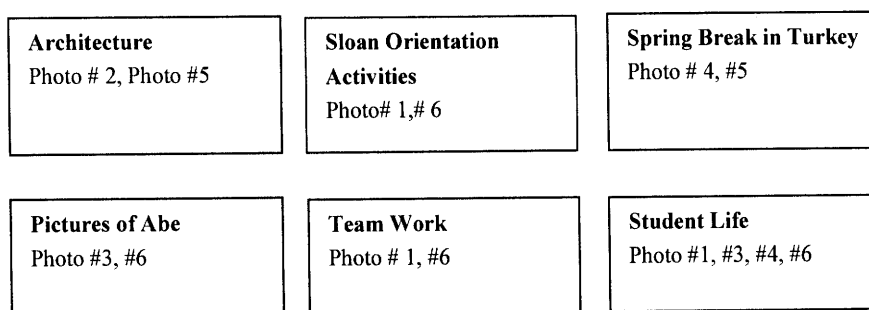 Architecture
Photo # 2, Photo #5
Sloan Orientation
Activities
Photo# 1,# 6
Spring Break in Turkey
Photo # 4, #5
Pictures of Abe
Photo #3, #6
Team Work
Photo # 1, #6
Student Life
Photo #1, #3, #4, #6